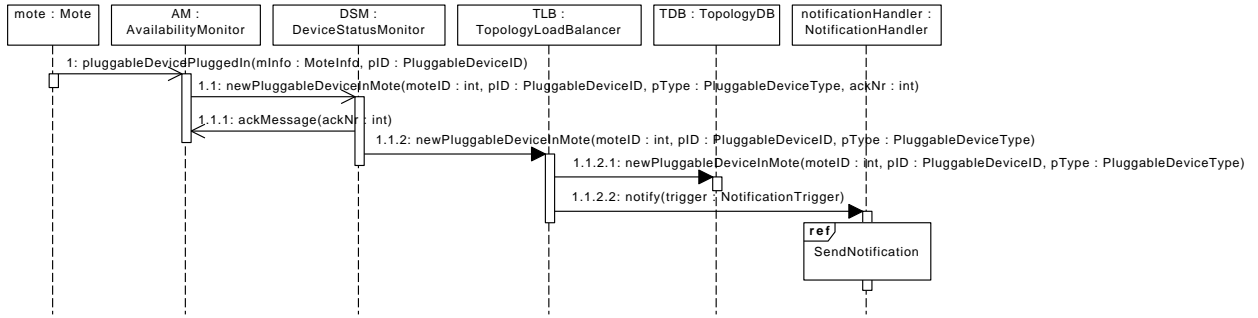 mote : Mote
AM :
AvailabilityMonitor
DSM :
DeviceStatusMonitor
TLB :
TopologyLoadBalancer
TDB : TopologyDB
notificationHandler :
NotificationHandler
1: pluggableDevicePluggedIn(mInfo : MoteInfo, pID : PluggableDeviceID)
1.1: newPluggableDeviceInMote(moteID : int, pID : PluggableDeviceID, pType : PluggableDeviceType, ackNr : int)
1.1.1: ackMessage(ackNr : int)
1.1.2: newPluggableDeviceInMote(moteID : int, pID : PluggableDeviceID, pType : PluggableDeviceType)
1.1.2.1: newPluggableDeviceInMote(moteID : int, pID : PluggableDeviceID, pType : PluggableDeviceType)
1.1.2.2: notify(trigger : NotificationTrigger)
ref
SendNotification